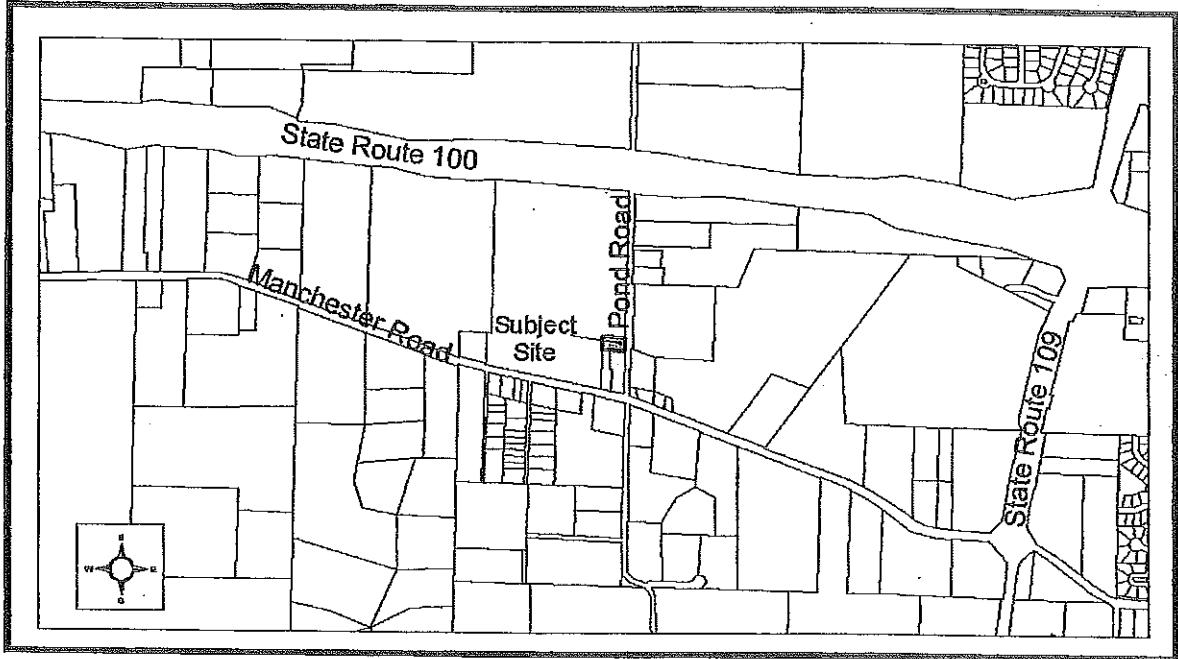 State Route 100
Pond Road
Manchester Road
Subject
Site
State Route 109
N
W
E
S